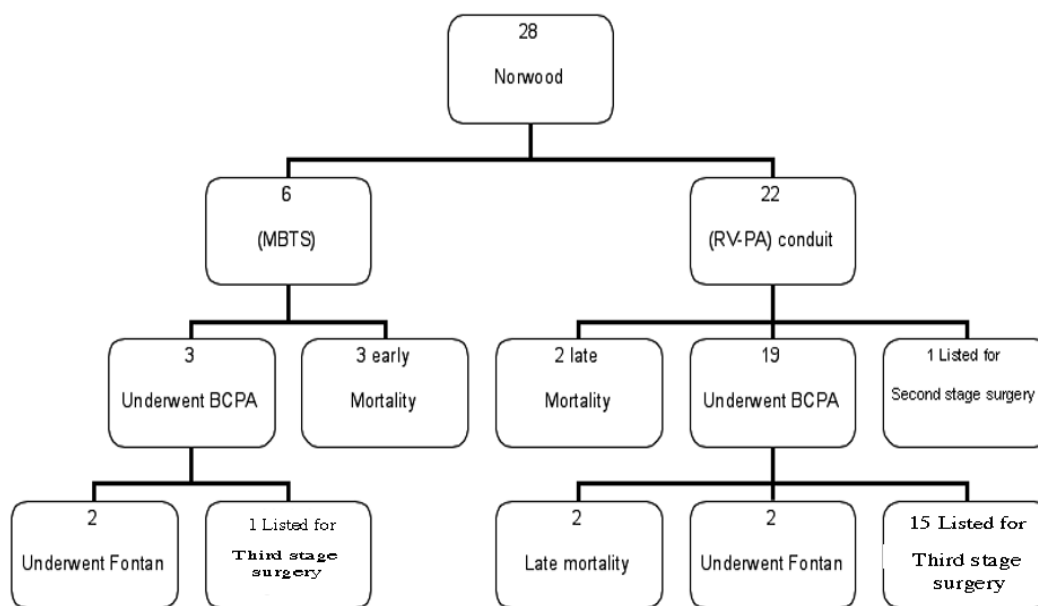 28
Norwood
6
(MBTS)
22
(RV-PA) conduit
3
Underwent BCPA
3 early
Mortality
2 late
Mortality
19
Underwent BCPA
1 Listed for
Second stage surgery
2
Underwent Fontan
1 Listed for
Third stage
surgery
2
Late mortality
2
Underwent Fontan
15 Listed for
Third stage
surgery